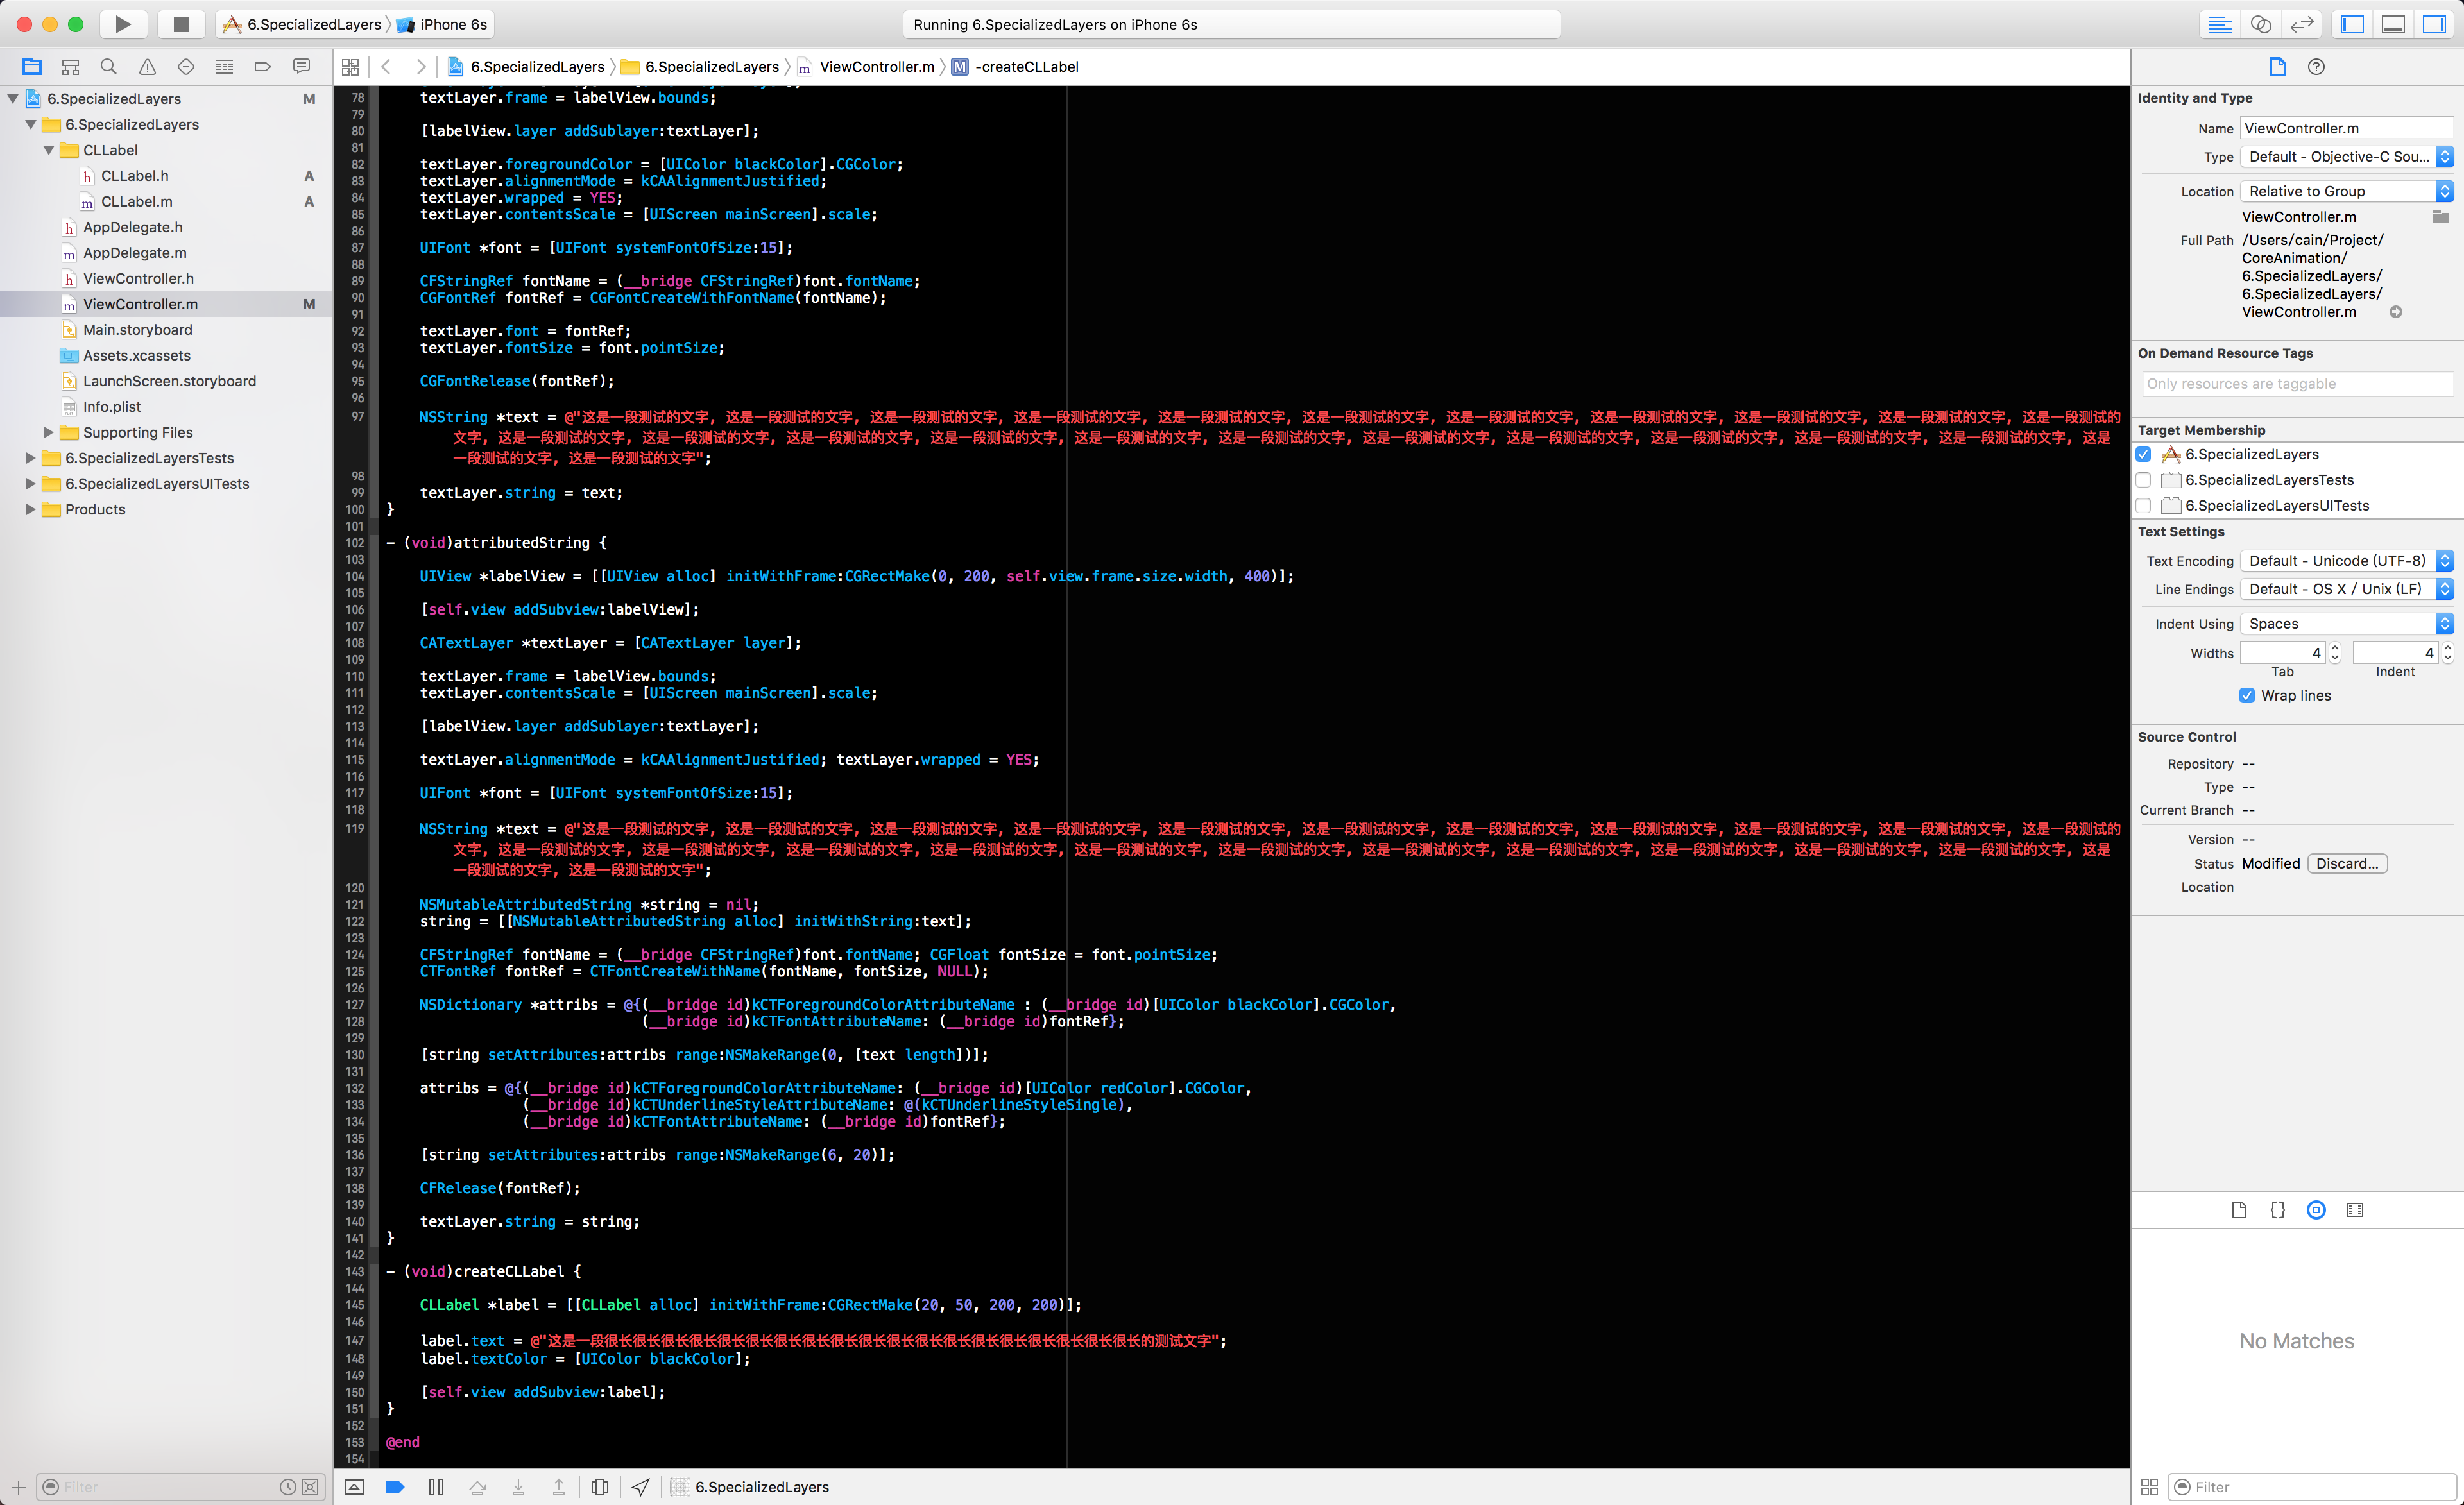 6.SpecializedLayers
iPhone 6s
Running 6.SpecializedLayers on iPhone 6s
6.SpecializedLayers
6.SpecializedLayers
ViewController.m
M
-createCLLabel
6.SpecializedLayers M
6.SpecializedLayers
CLLabel
h CLLabel.h A
m CLLabel.m A
h AppDelegate.h
m AppDelegate.m
h ViewController.h
m ViewController.m M
Main.storyboard
Assets.xcassets
LaunchScreen.storyboard
Info.plist
Supporting Files
6.SpecializedLayersTests
6.SpecializedLayersUITests
Products
Filter
78 textLayer.frame = labelView.bounds;
79
80 [labelView.layer addSublayer:textLayer];
81
82 textLayer.foregroundColor = [UIColor blackColor].CGColor;
83 textLayer.alignmentMode = kCAAlignmentJustified;
84 textLayer.wrapped = YES;
85 textLayer.contentsScale = [UIScreen mainScreen].scale;
86
87 UIFont *font = [UIFont systemFontOfSize:15];
88
89 CFStringRef fontName = (__bridge CFStringRef)font.fontName;
90 CGFontRef fontRef = CGFontCreateWithFontName(fontName);
91
92 textLayer.font = fontRef;
93 textLayer.fontSize = font.pointSize;
94
95 CGFontRelease(fontRef);
96
97 NSString *text = @"这是一段测试的文字, 这是一段测试的文字, 这是一段测试的文字, 这是一段测试的文字, 这是一段测试的文字, 这是一段测试的文字, 这是一段测试的文字, 这是一段测试的文字, 这是一段测试的文字, 这是一段测试的文字, 这是一段测试的
文字, 这是一段测试的文字, 这是一段测试的文字, 这是一段测试的文字, 这是一段测试的文字, 这是一段测试的文字, 这是一段测试的文字, 这是一段测试的文字, 这是一段测试的文字, 这是一段测试的文字, 这是一段测试的文字, 这是一段测试的文字, 这是
一段测试的文字, 这是一段测试的文字";
98
99 textLayer.string = text;
100 }
101
102 - (void)attributedString {
103
104 UIView *labelView = [[UIView alloc] initWithFrame:CGRectMake(0, 200, self.view.frame.size.width, 400)];
105
106 [self.view addSubview:labelView];
107
108 CATextLayer *textLayer = [CATextLayer layer];
109
110 textLayer.frame = labelView.bounds;
111 textLayer.contentsScale = [UIScreen mainScreen].scale;
112
113 [labelView.layer addSublayer:textLayer];
114
115 textLayer.alignmentMode = kCAAlignmentJustified; textLayer.wrapped = YES;
116
117 UIFont *font = [UIFont systemFontOfSize:15];
118
119 NSString *text = @"这是一段测试的文字, 这是一段测试的文字, 这是一段测试的文字, 这是一段测试的文字, 这是一段测试的文字, 这是一段测试的文字, 这是一段测试的文字, 这是一段测试的文字, 这是一段测试的文字, 这是一段测试的文字, 这是一段测试的
文字, 这是一段测试的文字, 这是一段测试的文字, 这是一段测试的文字, 这是一段测试的文字, 这是一段测试的文字, 这是一段测试的文字, 这是一段测试的文字, 这是一段测试的文字, 这是一段测试的文字, 这是一段测试的文字, 这是一段测试的文字, 这是
一段测试的文字, 这是一段测试的文字";
120
121 NSMutableAttributedString *string = nil;
122 string = [[NSMutableAttributedString alloc] initWithString:text];
123
124 CFStringRef fontName = (__bridge CFStringRef)font.fontName; CGFloat fontSize = font.pointSize;
125 CTFontRef fontRef = CTFontCreateWithName(fontName, fontSize, NULL);
126
127 NSDictionary *attribs = @{(__bridge id)kCTForegroundColorAttributeName : (__bridge id)[UIColor blackColor].CGColor,
128 (__bridge id)kCTFontAttributeName: (__bridge id)fontRef};
129
130 [string setAttributes:attribs range:NSMakeRange(0, [text length])];
131
132 attribs = @{(__bridge id)kCTForegroundColorAttributeName: (__bridge id)[UIColor redColor].CGColor,
133 (__bridge id)kCTUnderlineStyleAttributeName: @(kCTUnderlineStyleSingle),
134 (__bridge id)kCTFontAttributeName: (__bridge id)fontRef};
135
136 [string setAttributes:attribs range:NSMakeRange(6, 20)];
137
138 CFRelease(fontRef);
139
140 textLayer.string = string;
141 }
142
143 - (void)createCLLabel {
144
145 CLLabel *label = [[CLLabel alloc] initWithFrame:CGRectMake(20, 50, 200, 200)];
146
147 label.text = @"这是一段很长很长很长很长很长很长很长很长很长很长很长很长很长很长很长很长很长很长很长的测试文字";
148 label.textColor = [UIColor blackColor];
149
150 [self.view addSubview:label];
151 }
152
153 @end
154
6.SpecializedLayers
Identity and Type
Name ViewController.m
Type Default - Objective-C Sou...
Location Relative to Group
ViewController.m
Full Path /Users/cain/Project/
CoreAnimation/
6.SpecializedLayers/
6.SpecializedLayers/
ViewController.m
On Demand Resource Tags
Only resources are taggable
Target Membership
6.SpecializedLayers
6.SpecializedLayersTests
6.SpecializedLayersUITests
Text Settings
Text Encoding Default - Unicode (UTF-8)
Line Endings Default - OS X / Unix (LF)
Indent Using Spaces
Widths 4 4
Tab Indent
Wrap lines
Source Control
Repository --
Type --
Current Branch --
Version --
Status Modified Discard...
Location
No Matches
Filter